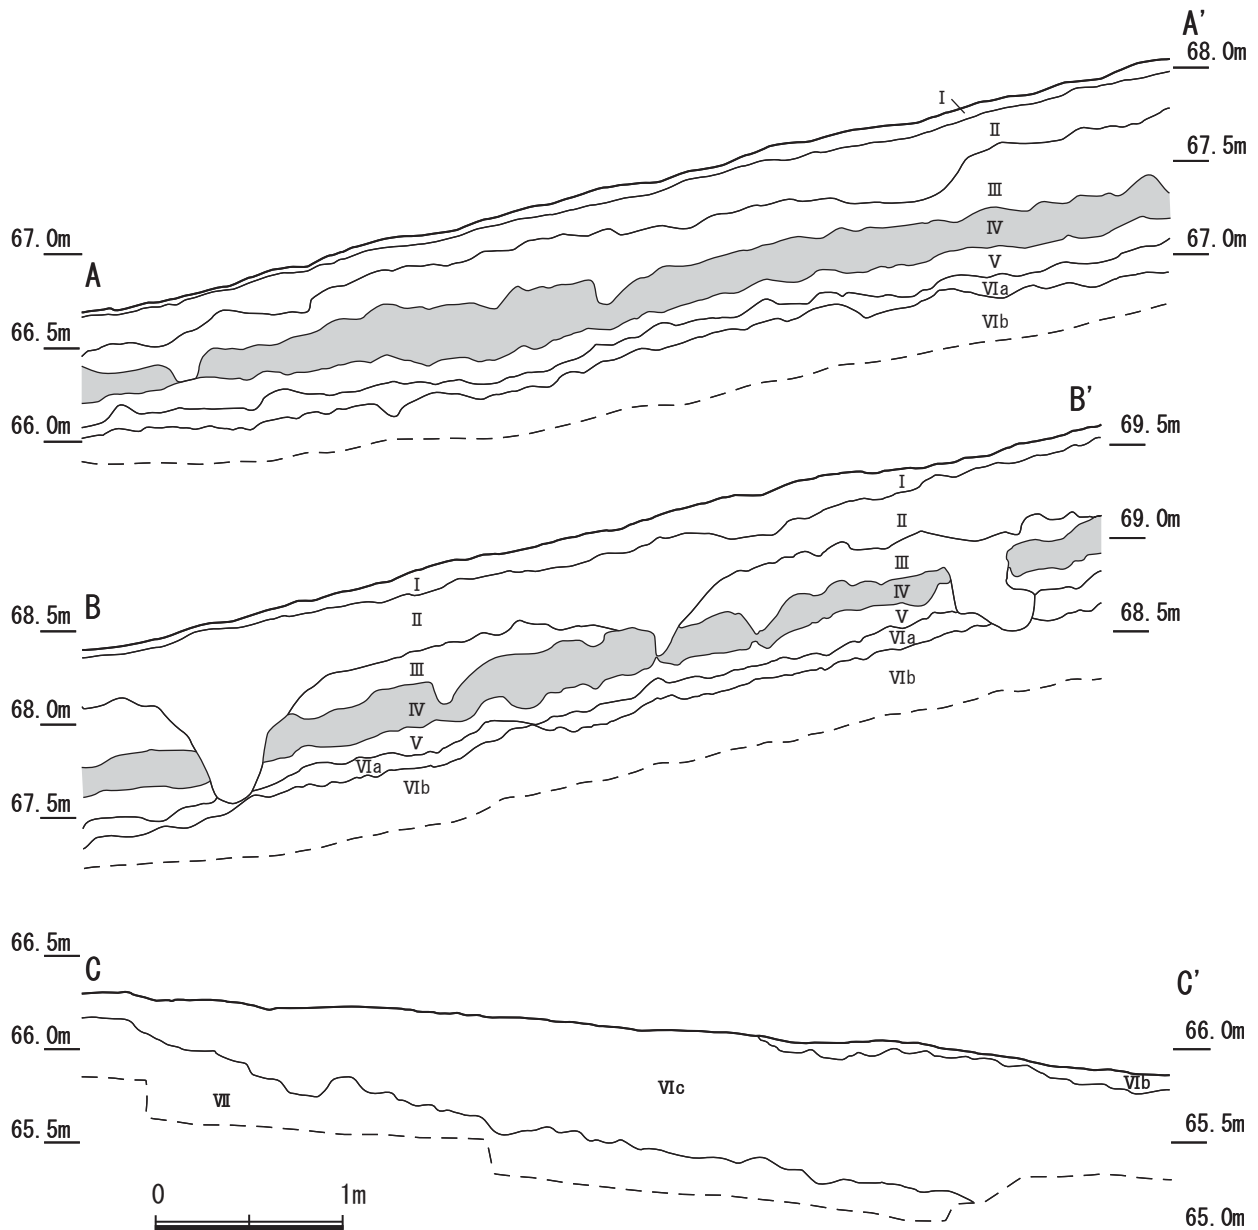 A'
68.0m
I
II
67.5m
III
67.0m
IV
67.0m
A
V
VIa
66.5m
VIb
66.0m
B'
69.5m
I
II
69.0m
III
I
IV
B
68.5m
II
V
68.5m
VIa
III
VIb
68.0m
IV
V
VIa
VIb
67.5m
66.5m
C
C'
66.0m
66.0m
VIc
VIb
VII
65.5m
65.5m
0
1m
65.0m